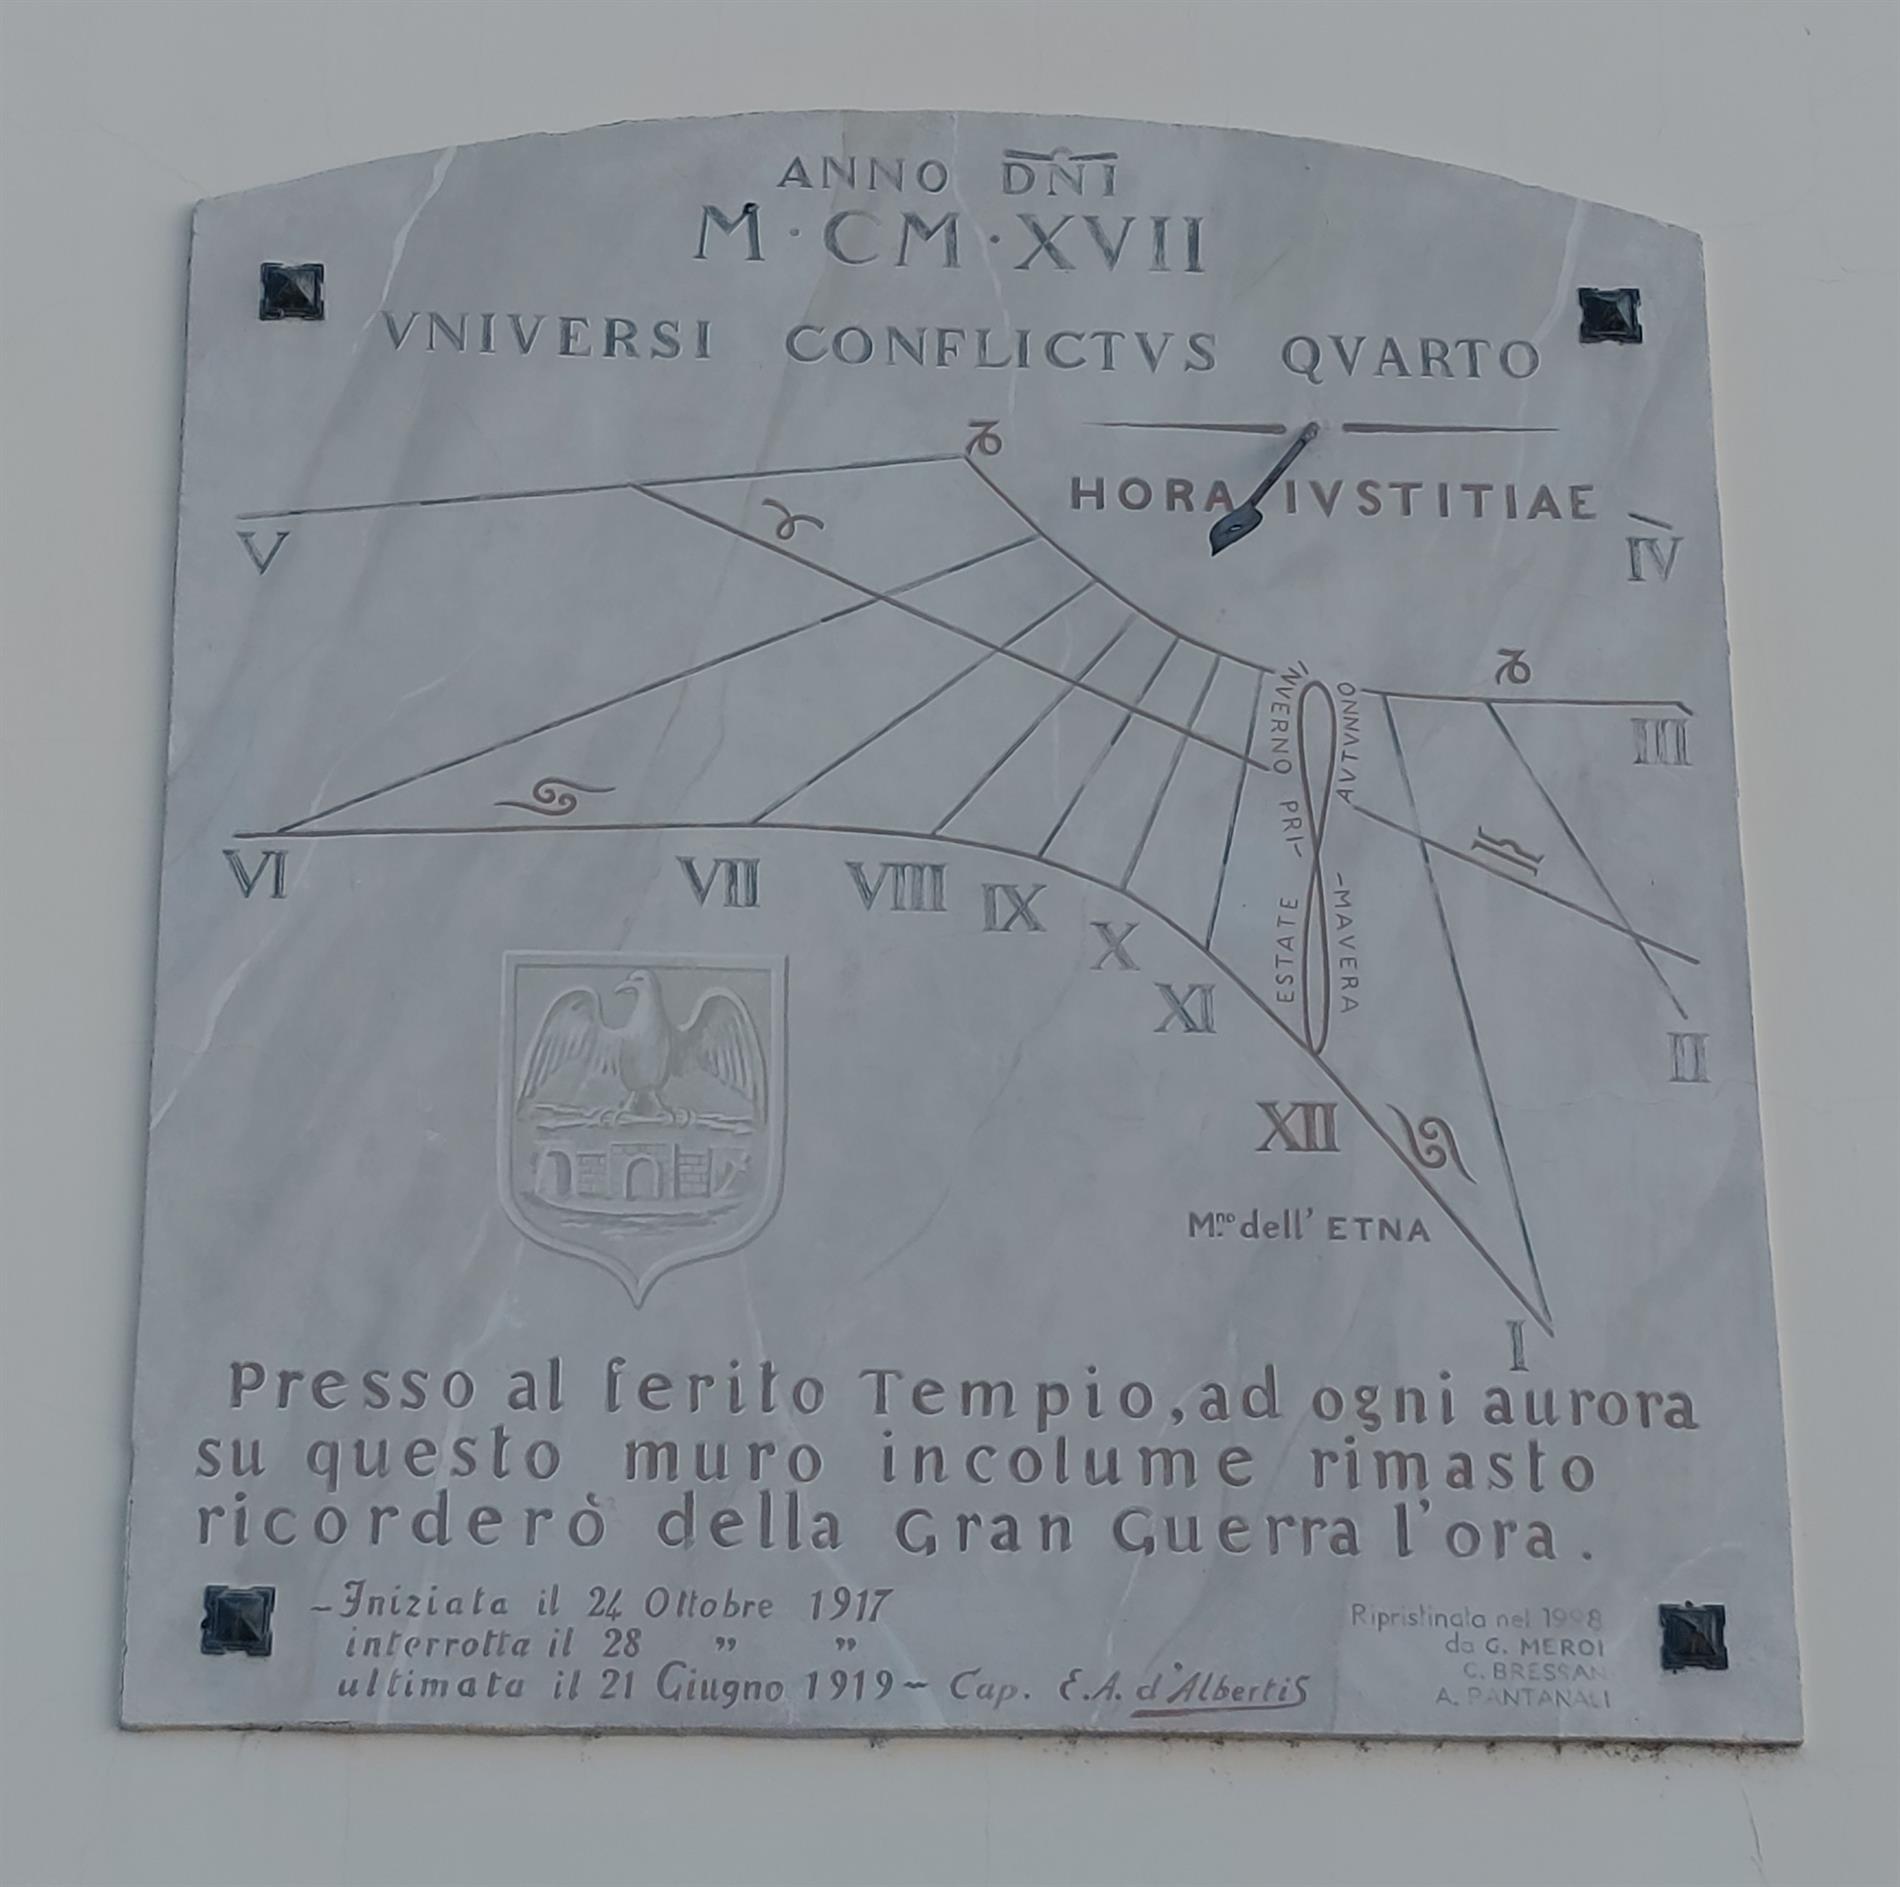 ANNO DÑI
M·CM·XVII
VNIVERSI CONFLICTVS QVARTO
HORA IVSTITIAE
IV
V
III
INVERNO PRI-
AVTVNNO
ESTATE
-MAVERA
VI
VII
VIII
IX
X
XI
XII
II
I
M.no dell' ETNA
Presso al ferito Tempio, ad ogni aurora
su questo muro incolume rimasto
ricorderò della Gran Guerra l'ora.
– Iniziata il 24 Ottobre 1917
interrotta il 28 " "
ultimata il 21 Giugno 1919 ~ Cap. E.A. d'Albertis
Ripristinata nel 1998
da G. MEROI
C. BRESSAN
A. PANTANALI